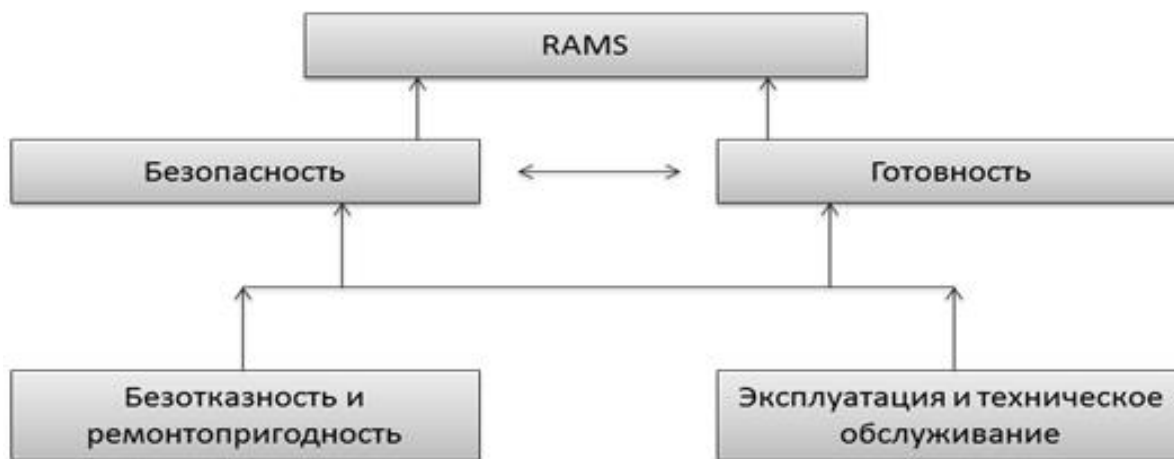 RAMS
Безопасность
Готовность
Безотказность и
ремонтопригодность
Эксплуатация и техническое
обслуживание